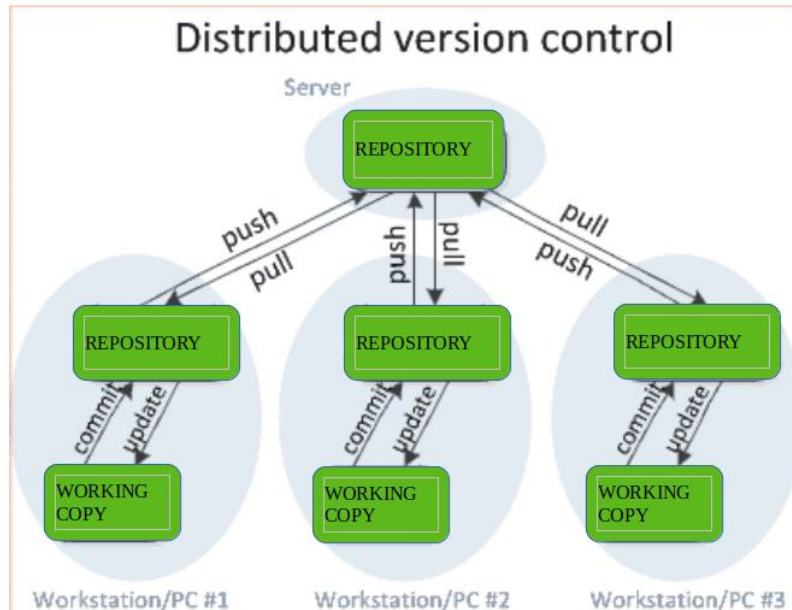 Distributed version control
Server
REPOSITORY
push
pull
push
pull
pull
push
REPOSITORY
REPOSITORY
REPOSITORY
commit
update
commit
update
commit
update
WORKING
COPY
WORKING
COPY
WORKING
COPY
Workstation/PC #1
Workstation/PC #2
Workstation/PC #3